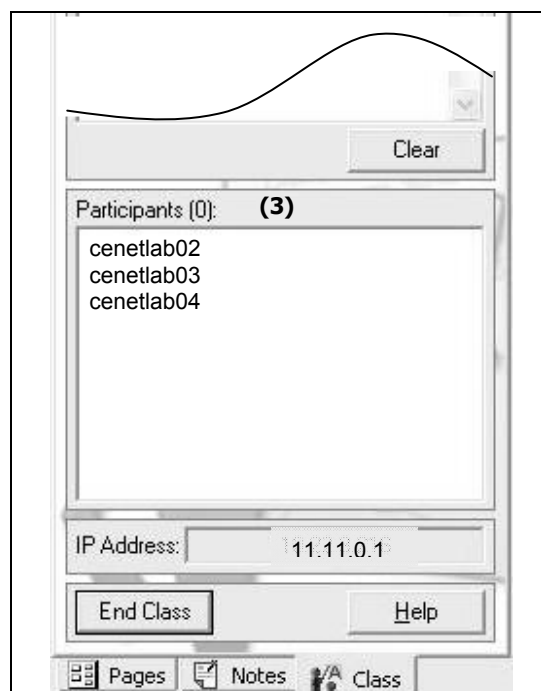 Clear
Participants (0): (3)
cenetlab02
cenetlab03
cenetlab04
IP Address: 11.11.0.1
End Class Help
Pages Notes Class